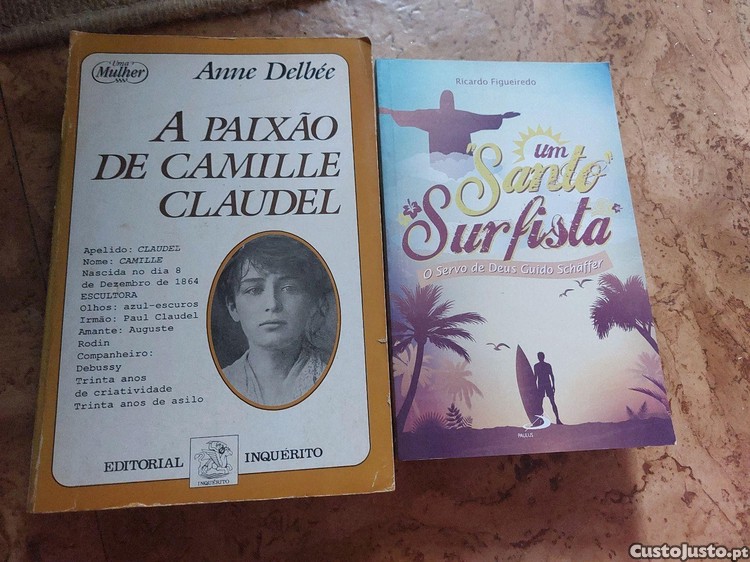 Uma
Mulher
Anne Delbée
A PAIXÃO
DE CAMILLE
CLAUDEL
Apelido: CLAUDEL
Nome: CAMILLE
Nascida no dia 8
de Dezembro de 1864
ESCULTORA
Olhos: azul-escuros
Irmão: Paul Claudel
Amante: Auguste
Rodin
Companheiro:
Debussy
Trinta anos
de criatividade
Trinta anos de asilo
EDITORIAL INQUÉRITO
INQUÉRITO
Ricardo Figueiredo
um
"Santo"
Surfista
O Servo de Deus Guido Schaffer
PAULUS
CustoJusto.pt